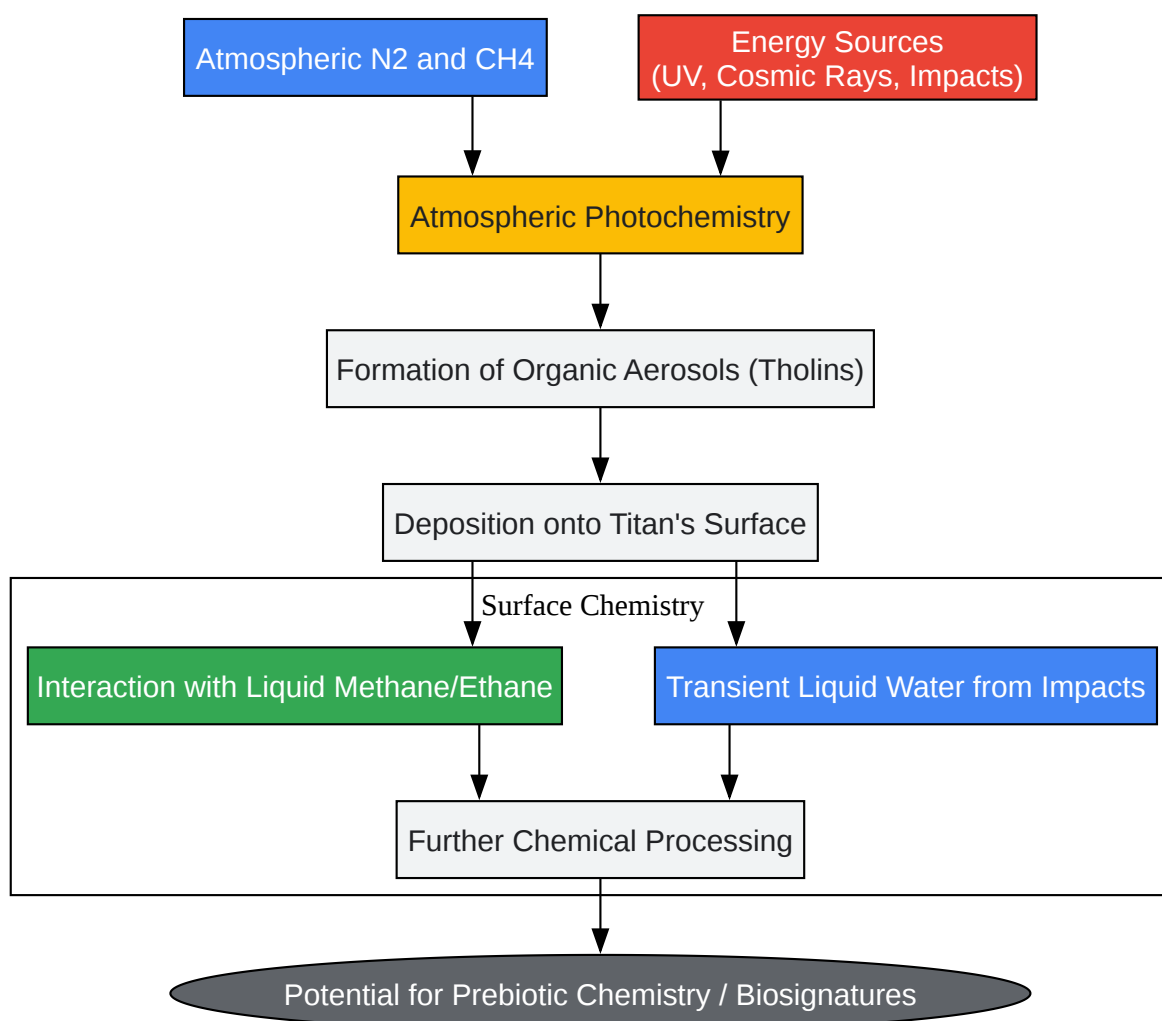 Atmospheric N2 and CH4
Energy Sources
(UV, Cosmic Rays, Impacts)
Atmospheric Photochemistry
Formation of Organic Aerosols (Tholins)
Deposition onto Titan's Surface
Surface Chemistry
Interaction with Liquid Methane/Ethane
Transient Liquid Water from Impacts
Further Chemical Processing
Potential for Prebiotic Chemistry / Biosignatures